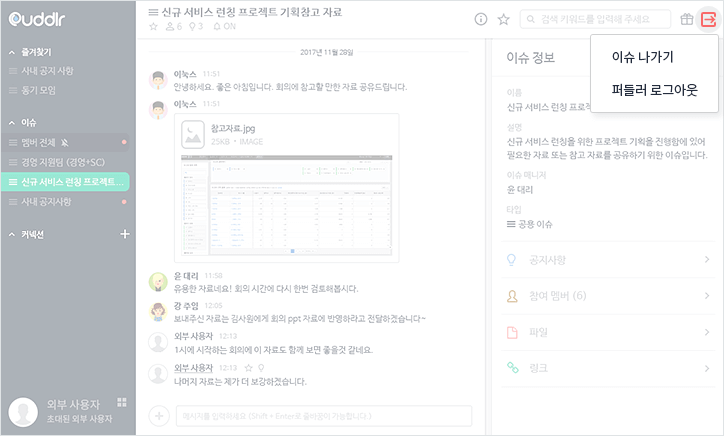 puddlr
즐겨찾기
사내 공지 사항
동기 모임
이슈
멤버 전체
경영 지원팀 (경영+SC)
신규 서비스 런칭 프로젝트 ...
사내 공지사항
커넥션
외부 사용자
초대된 외부 사용자
신규 서비스 런칭 프로젝트 기획참고 자료
6 3 ON
2017년 11월 28일
이눅스 11:51
안녕하세요. 좋은 아침입니다. 회의에 참고할 만한 자료 공유드립니다.
이눅스 11:51
참고자료.jpg
25KB • IMAGE
윤 대리 11:58
유용한 자료네요! 회의 시간에 다시 한번 검토해봅시다.
강 주임 12:05
보내주신 자료는 김사원에게 회의 ppt 자료에 반영하라고 전달하겠습니다~
외부 사용자 12:13
1시에 시작하는 회의에 이 자료도 함께 보면 좋을것 같네요.
외부 사용자 12:13
나머지 자료는 제가 더 보강하겠습니다.
메시지를 입력하세요 (Shift + Enter로 줄바꿈이 가능합니다.)
검색 키워드를 입력해 주세요
이슈 나가기
퍼들러 로그아웃
이슈 정보
이름
신규 서비스 런칭 프로젝
설명
신규 서비스 런칭을 위한 프로젝트 기획을 진행함에 있어
필요한 자료 또는 참고 자료를 공유하기 위한 이슈입니다.
이슈 매니저
윤 대리
타입
공용 이슈
공지사항
참여 멤버 (6)
파일
링크